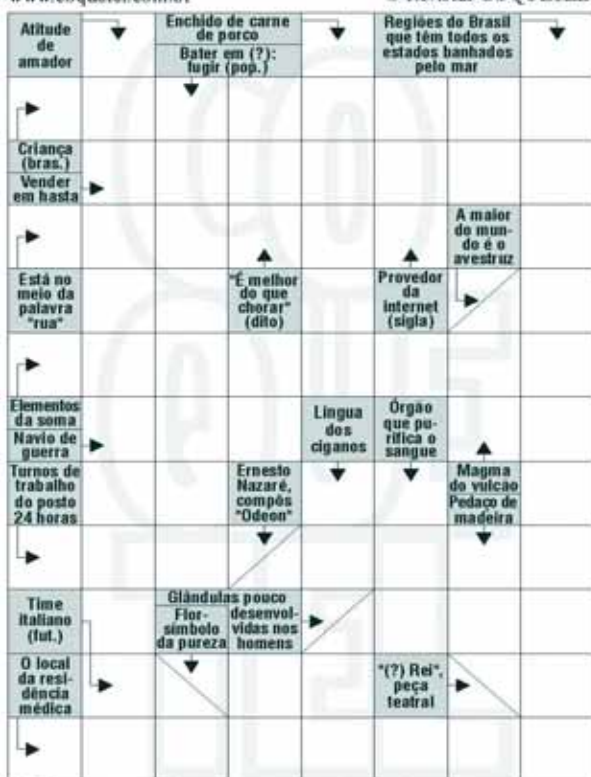 www.coquetel.com.br
Atitude
de
amador
Enchido de carne
de porco
Bater em (?):
fugir (pop.)
Regiões do Brasil
que têm todos os
estados banhados
pelo mar
Criança
(bras.)
Vender
em hasta
A maior
do mun-
do é o
avestruz
Está no
meio da
palavra
"rua"
"É melhor
do que
chorar"
(dito)
Provedor
da
internet
(sigla)
Elementos
da soma
Navio de
guerra
Língua
dos
ciganos
Órgão
que pu-
rifica o
sangue
Turnos de
trabalho
do posto
24 horas
Ernesto
Nazaré,
compôs
"Odeon"
Magma
do vulcao
Pedaço de
madeira
Time
italiano
(fut.)
Glândulas pouco
desenvol-
vidas nos
homens
Flor-
símbolo
da pureza
O local
da resi-
dência
médica
"(?) Rei",
peça
teatral